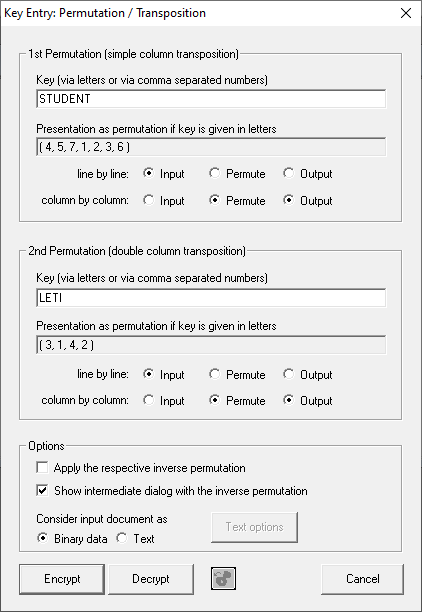 Key Entry: Permutation / Transposition
1st Permutation (simple column transposition)
Key (via letters or via comma separated numbers)
STUDENT
Presentation as permutation if key is given in letters
( 4, 5, 7, 1, 2, 3, 6 )
line by line: Input Permute Output
column by column: Input Permute Output
2nd Permutation (double column transposition)
Key (via letters or via comma separated numbers)
LETI
Presentation as permutation if key is given in letters
( 3, 1, 4, 2 )
line by line: Input Permute Output
column by column: Input Permute Output
Options
Apply the respective inverse permutation
Show intermediate dialog with the inverse permutation
Consider input document as
Binary data Text Text options
Encrypt Decrypt Cancel